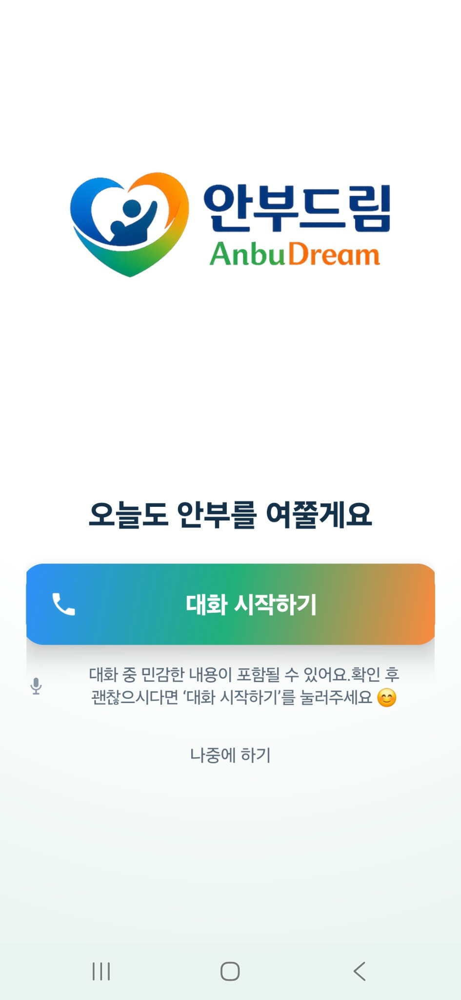 안부드림
AnbuDream
오늘도 안부를 여쭐게요
대화 시작하기
대화 중 민감한 내용이 포함될 수 있어요.확인 후
괜찮으시다면 ‘대화 시작하기’를 눌러주세요 😊
나중에 하기